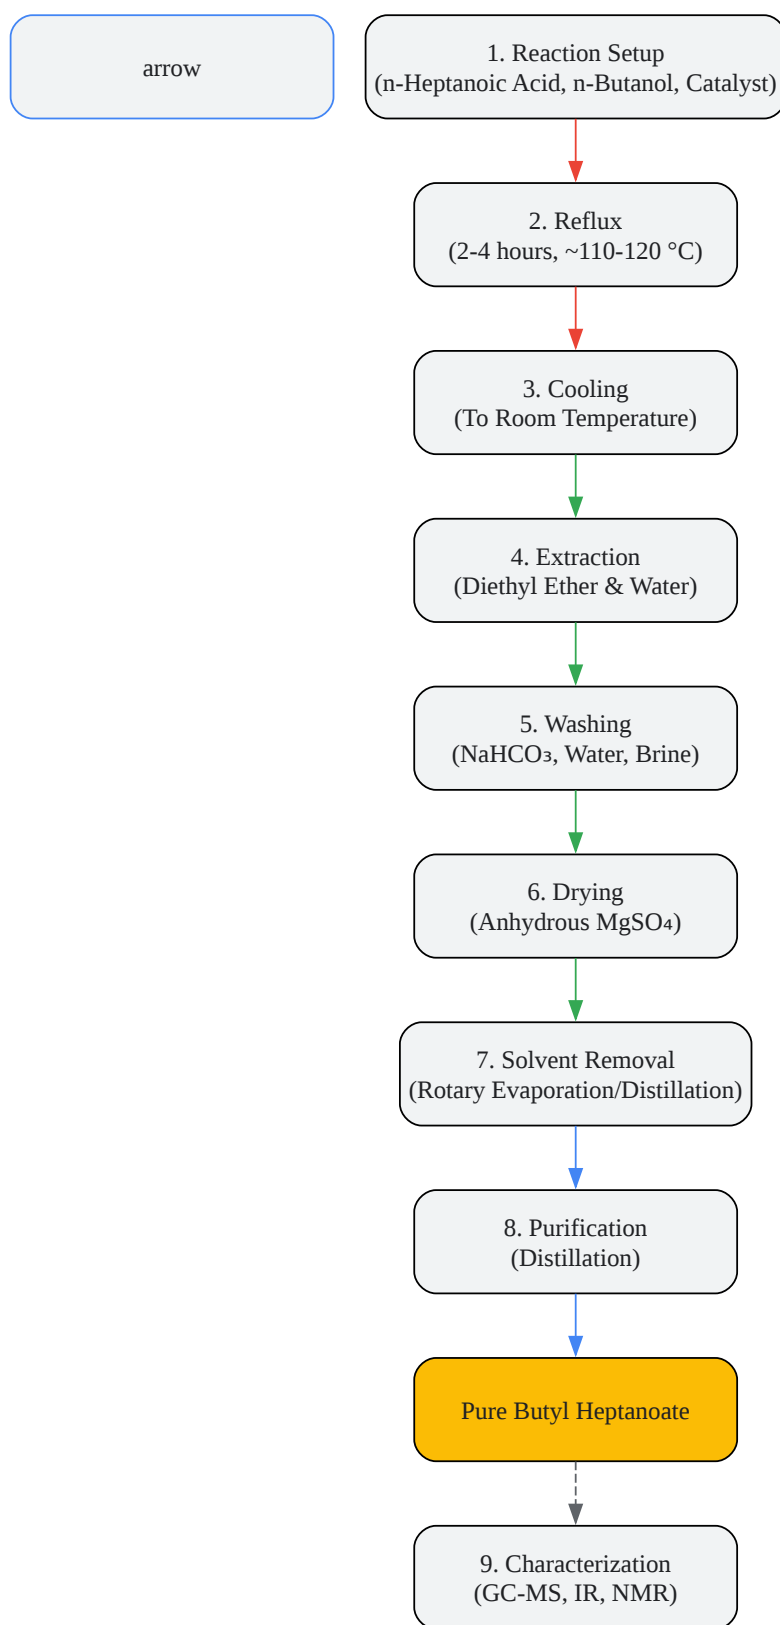 arrow
1. Reaction Setup
(n-Heptanoic Acid, n-Butanol, Catalyst)
2. Reflux
(2-4 hours, ~110-120 °C)
3. Cooling
(To Room Temperature)
4. Extraction
(Diethyl Ether & Water)
5. Washing
(NaHCO₃, Water, Brine)
6. Drying
(Anhydrous MgSO₄)
7. Solvent Removal
(Rotary Evaporation/Distillation)
8. Purification
(Distillation)
Pure Butyl Heptanoate
9. Characterization
(GC-MS, IR, NMR)